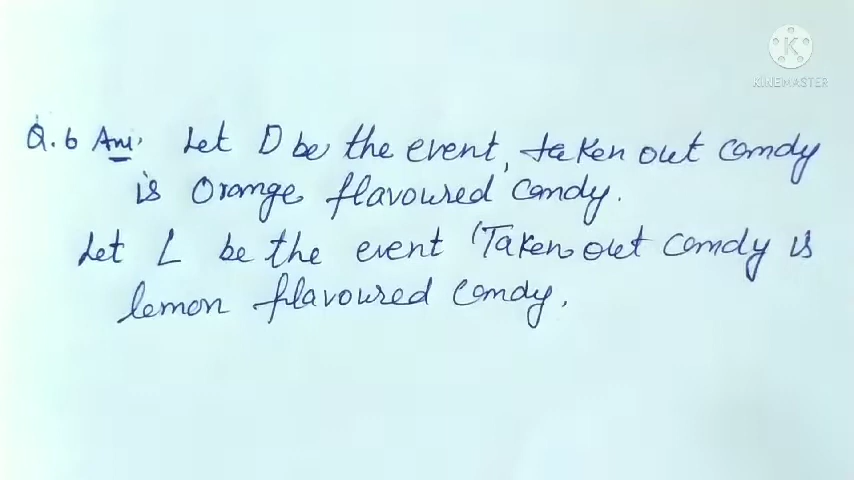 K
KINEMASTER
Q.6 Ans. Let O be the event, taken out candy
is Orange flavoured candy.
Let L be the event 'Taken out candy is
lemon flavoured candy.